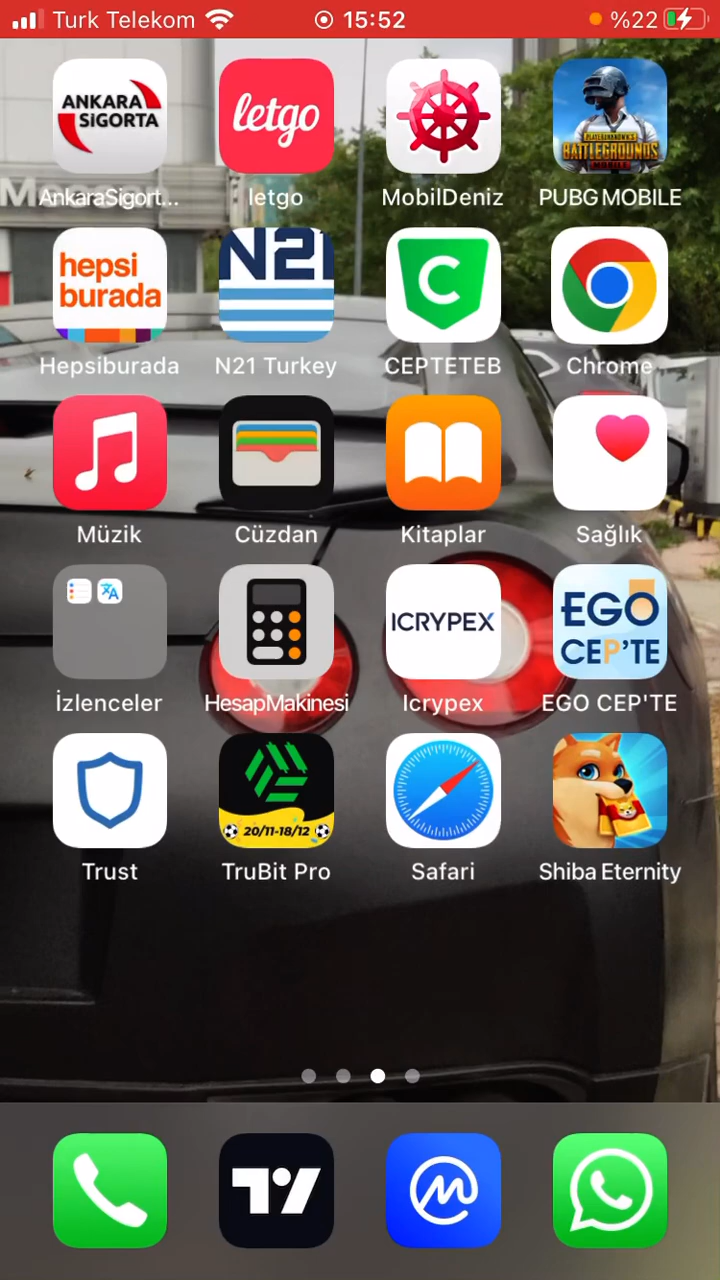 Turk Telekom 15:52 %22
ANKARA
SiGORTA
letgo
PLAYERUNKNOWN'S
BATTLEGROUNDS
MOBILE
M
AnkaraSigort...
letgo
MobilDeniz
PUBG MOBILE
hepsi
burada
N21
C
Hepsiburada
N21 Turkey
CEPTETEB
Chrome
Müzik
Cüzdan
Kitaplar
Sağlık
ICRYPEX
EGO
CEP'TE
İzlenceler
HesapMakinesi
Icrypex
EGO CEP'TE
20/11-18/12
Trust
TruBit Pro
Safari
Shiba Eternity